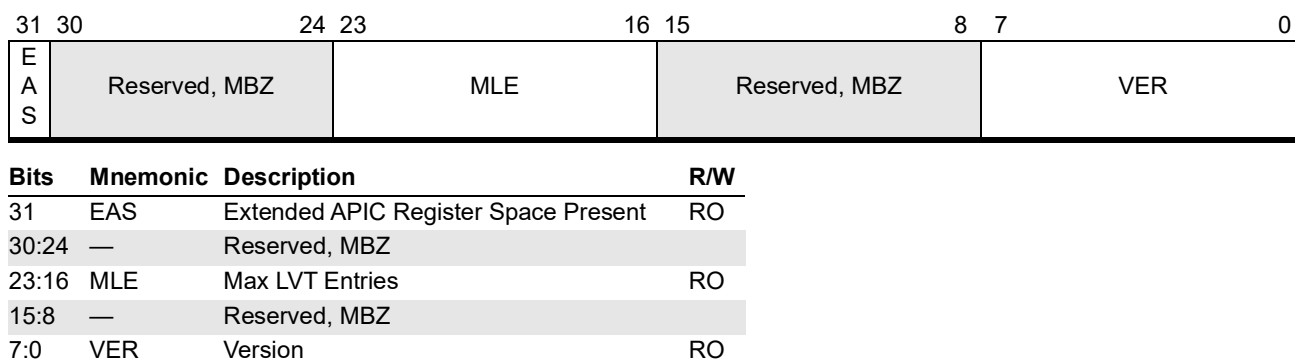 31 30 24 23 16 15 8 7 0
E
A
S
Reserved, MBZ MLE Reserved, MBZ VER
Bits Mnemonic Description R/W
31 EAS Extended APIC Register Space Present RO
30:24 — Reserved, MBZ
23:16 MLE Max LVT Entries RO
15:8 — Reserved, MBZ
7:0 VER Version RO